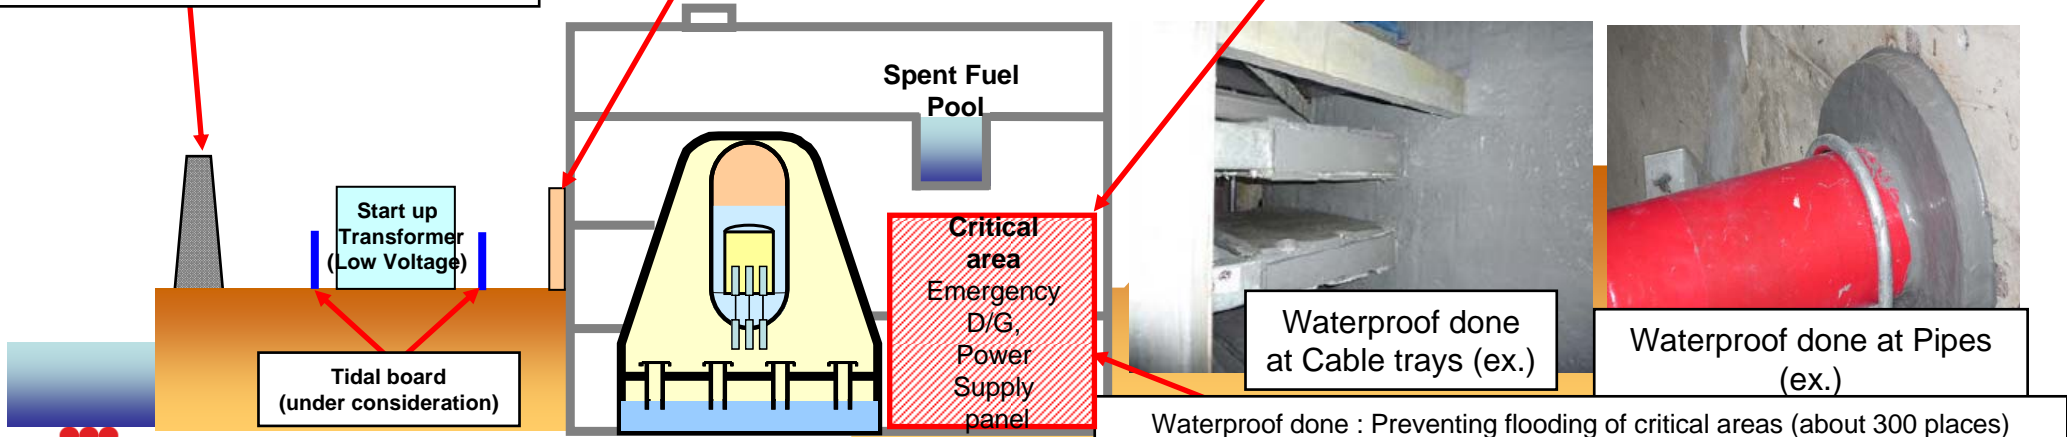 Spent Fuel
Pool
Start up
Transformer
(Low Voltage)
Critical
area
Emergency
D/G,
Power
Supply
panel
Tidal board
(under consideration)
Waterproof done
at Cable trays (ex.)
Waterproof done at Pipes
(ex.)
Waterproof done : Preventing flooding of critical areas (about 300 places)